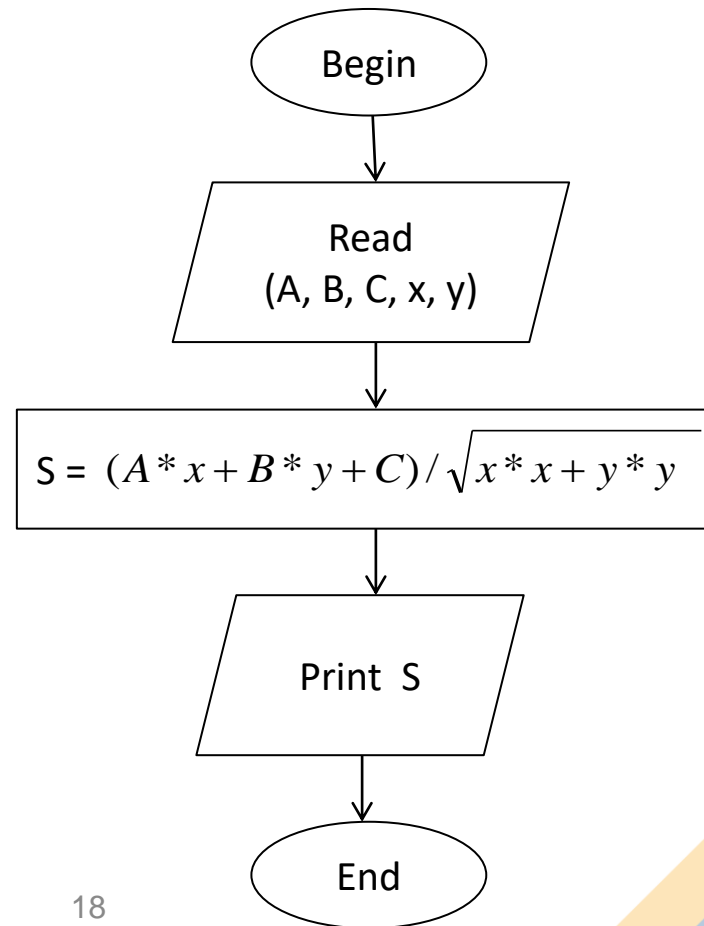 Begin
Read
(A, B, C, x, y)
S = (A * x + B * y + C) / √x * x + y * y
Print S
End
18